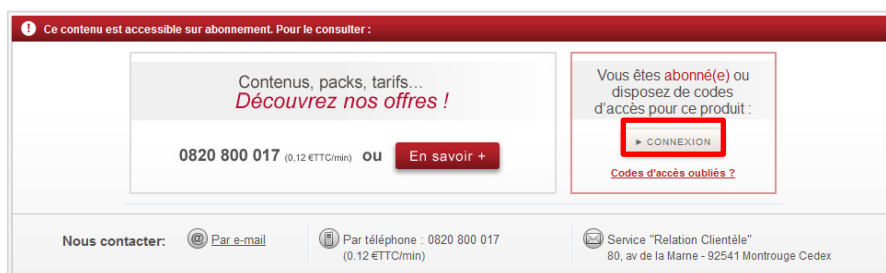 ! Ce contenu est accessible sur abonnement. Pour le consulter :
Contenus, packs, tarifs...
Découvrez nos offres !
0820 800 017 (0,12 €TTC/min) ou En savoir +
Vous êtes abonné(e) ou
disposez de codes
d'accès pour ce produit :
► CONNEXION
Codes d'accès oubliés ?
Nous contacter:
@ Par e-mail
Par téléphone : 0820 800 017
(0.12 €TTC/min)
Service "Relation Clientèle"
80, av de la Marne - 92541 Montrouge Cedex